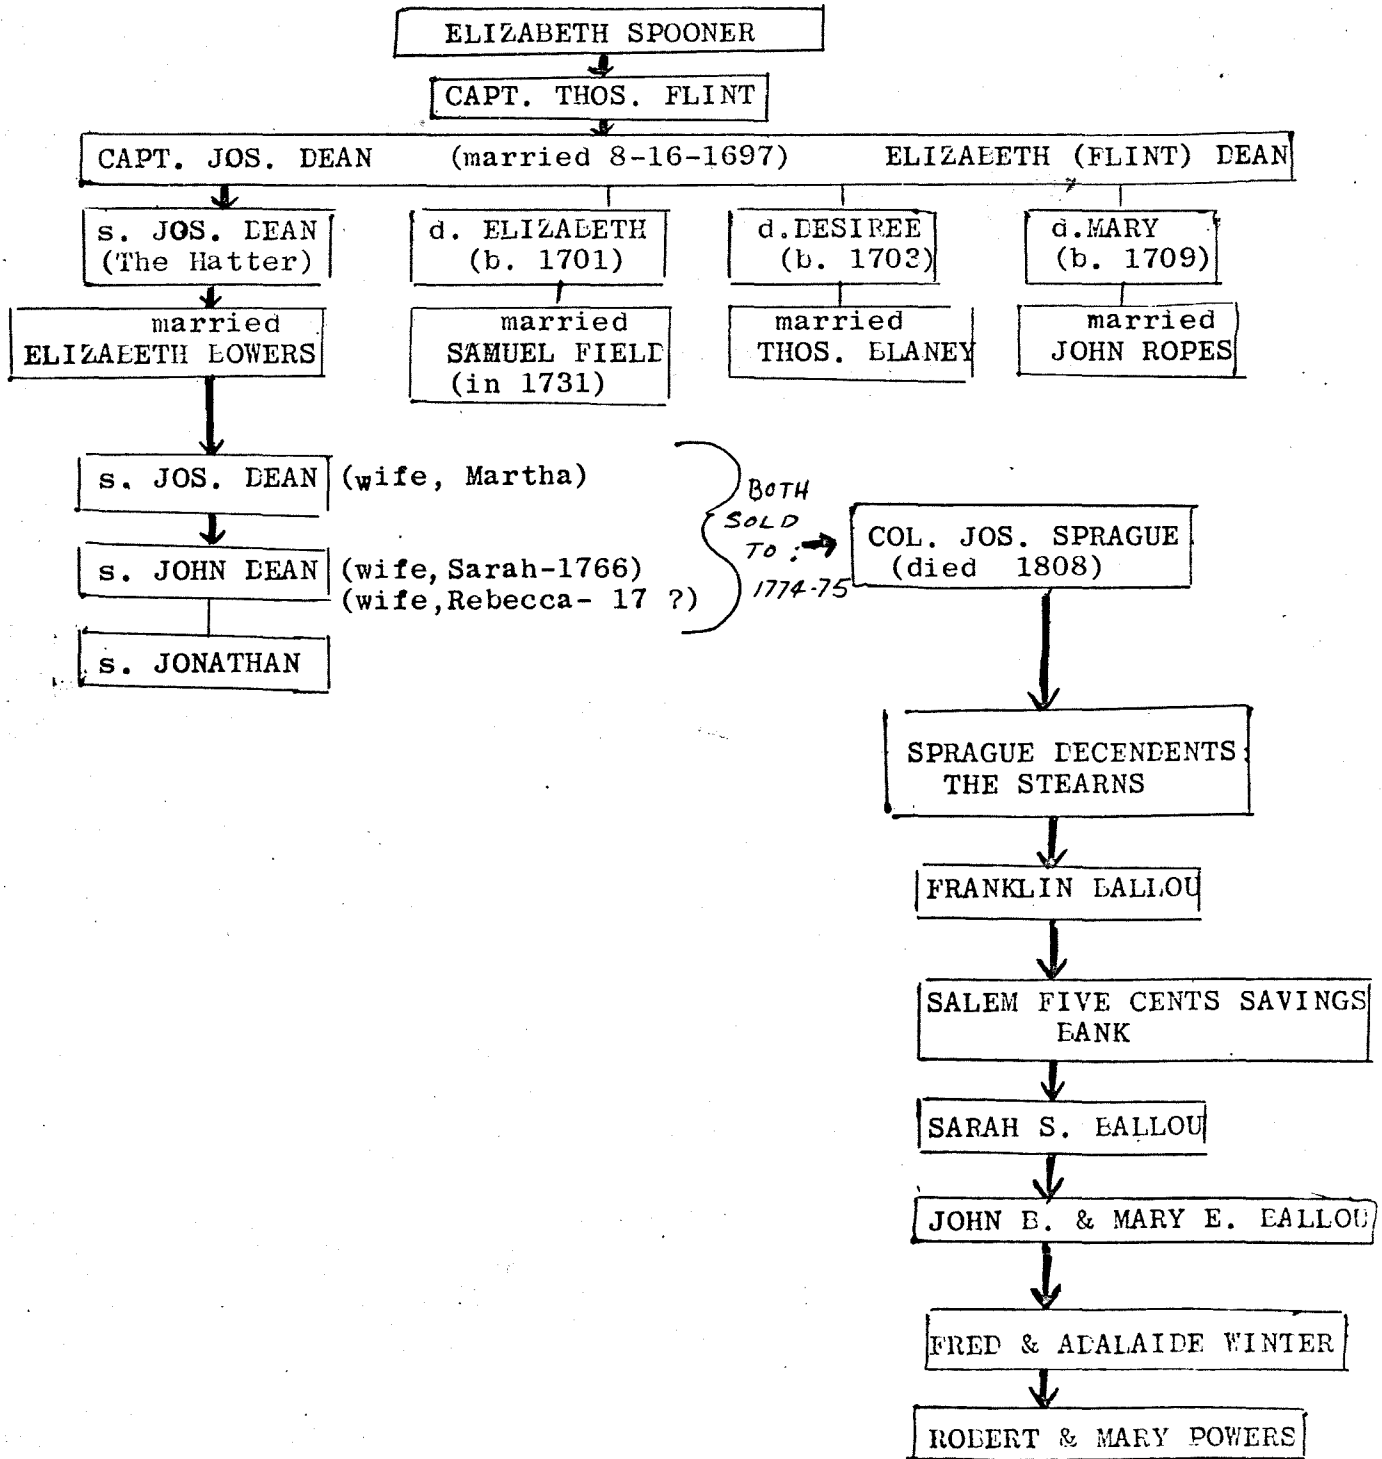 ELIZABETH SPOONER
CAPT. THOS. FLINT
CAPT. JOS. DEAN (married 8-16-1697) ELIZABETH (FLINT) DEAN
s. JOS. DEAN
(The Hatter)
d. ELIZABETH
(b. 1701)
d.DESIREE
(b. 1703)
d.MARY
(b. 1709)
married
ELIZABETH BOWERS
married
SAMUEL FIELD
(in 1731)
married
THOS. BLANEY
married
JOHN ROPES
s. JOS. DEAN (wife, Martha)
s. JOHN DEAN (wife, Sarah-1766)
(wife, Rebecca- 17 ?)
s. JONATHAN
BOTH
SOLD
TO :
1774-75
COL. JOS. SPRAGUE
(died 1808)
SPRAGUE DECENDENTS
THE STEARNS
FRANKLIN BALLOU
SALEM FIVE CENTS SAVINGS
BANK
SARAH S. BALLOU
JOHN B. & MARY E. BALLOU
FRED & ADALAIDE WINTER
ROBERT & MARY POWERS